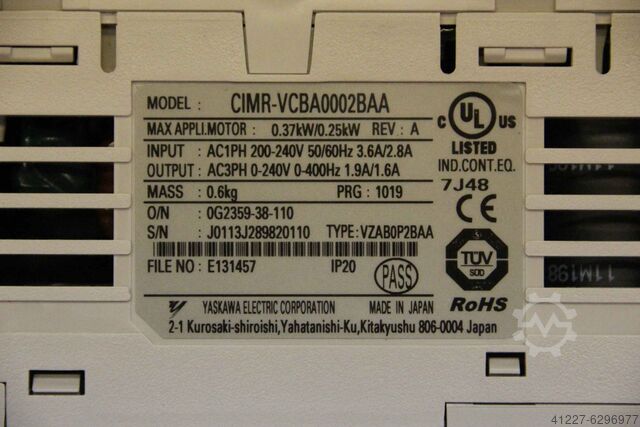 MODEL : CIMR-VCBA0002BAA
MAX APPLI.MOTOR : 0.37kW/0.25kW REV : A
INPUT : AC1PH 200-240V 50/60Hz 3.6A/2.8A
OUTPUT : AC3PH 0-240V 0-400Hz 1.9A/1.6A
MASS : 0.6kg PRG : 1019
O/N : 0G2359-38-110
S/N : J0113J289820110 TYPE: VZAB0P2BAA
FILE NO : E131457 IP20 PASS
YASKAWA ELECTRIC CORPORATION MADE IN JAPAN
2-1 Kurosaki-shiroishi,Yahatanishi-Ku,Kitakyushu 806-0004 Japan
C UL US
LISTED
IND.CONT.EQ.
7J48
CE
TÜV
SÜD
RoHS
11M198
41227-6296977